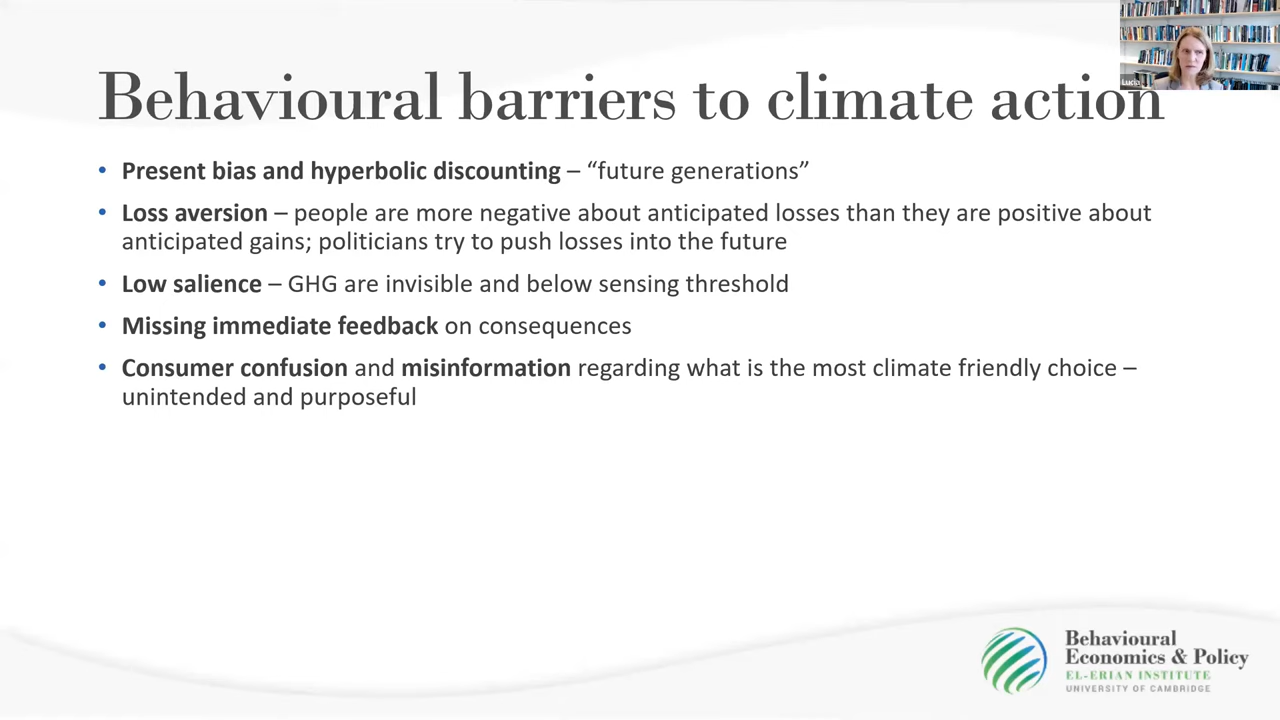 Behavioural barriers to climate action
Lucia
• Present bias and hyperbolic discounting – “future generations”
• Loss aversion – people are more negative about anticipated losses than they are positive about
anticipated gains; politicians try to push losses into the future
• Low salience – GHG are invisible and below sensing threshold
• Missing immediate feedback on consequences
• Consumer confusion and misinformation regarding what is the most climate friendly choice –
unintended and purposeful
Behavioural
Economics & Policy
EL-ERIAN INSTITUTE
UNIVERSITY OF CAMBRIDGE